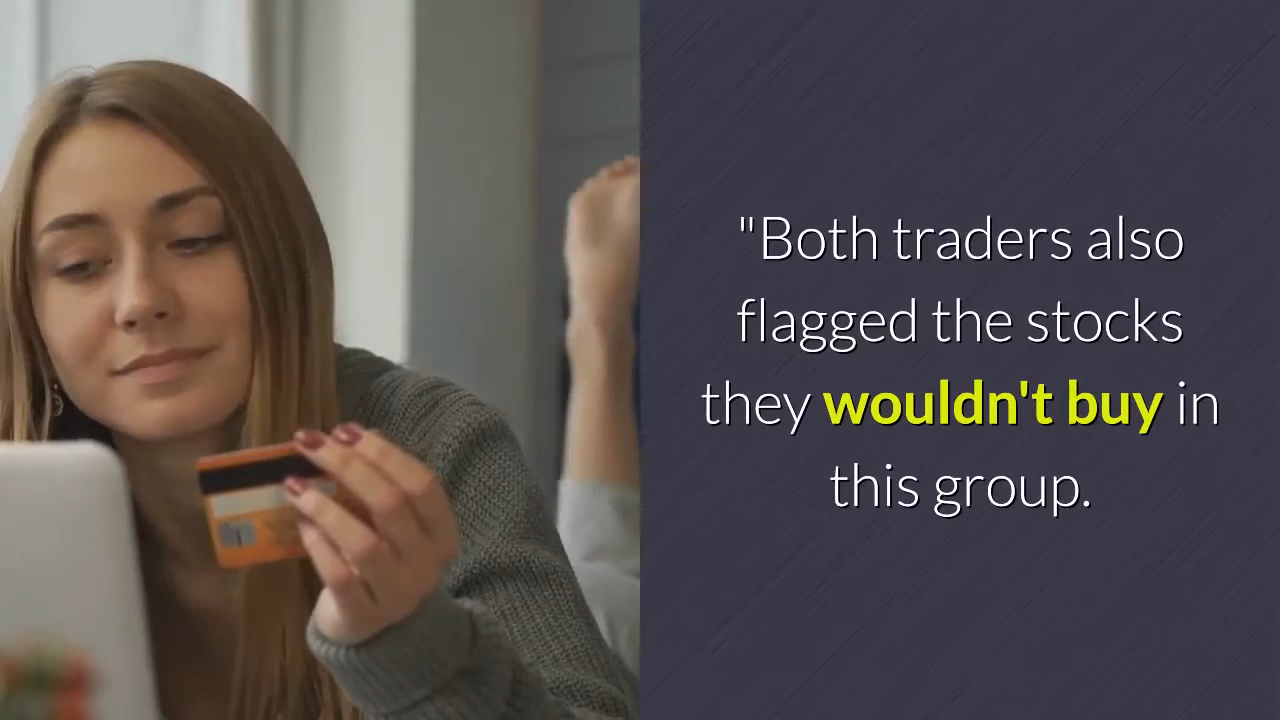 "Both traders also
flagged the stocks
they wouldn't buy in
this group.